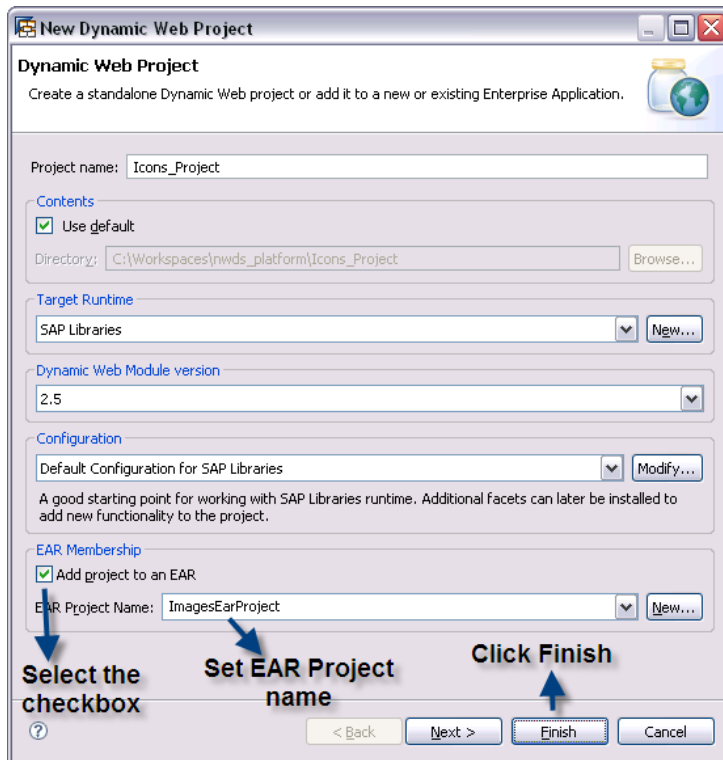 New Dynamic Web Project
Dynamic Web Project
Create a standalone Dynamic Web project or add it to a new or existing Enterprise Application.
Project name: Icons_Project
Contents
Use default
Directory: C:\Workspaces\nwds_platform\Icons_Project Browse...
Target Runtime
SAP Libraries New...
Dynamic Web Module version
2.5
Configuration
Default Configuration for SAP Libraries Modify...
A good starting point for working with SAP Libraries runtime. Additional facets can later be installed to
add new functionality to the project.
EAR Membership
Add project to an EAR
EAR Project Name: ImagesEarProject New...
Select the
checkbox
Set EAR Project
name
Click Finish
? < Back Next > Finish Cancel